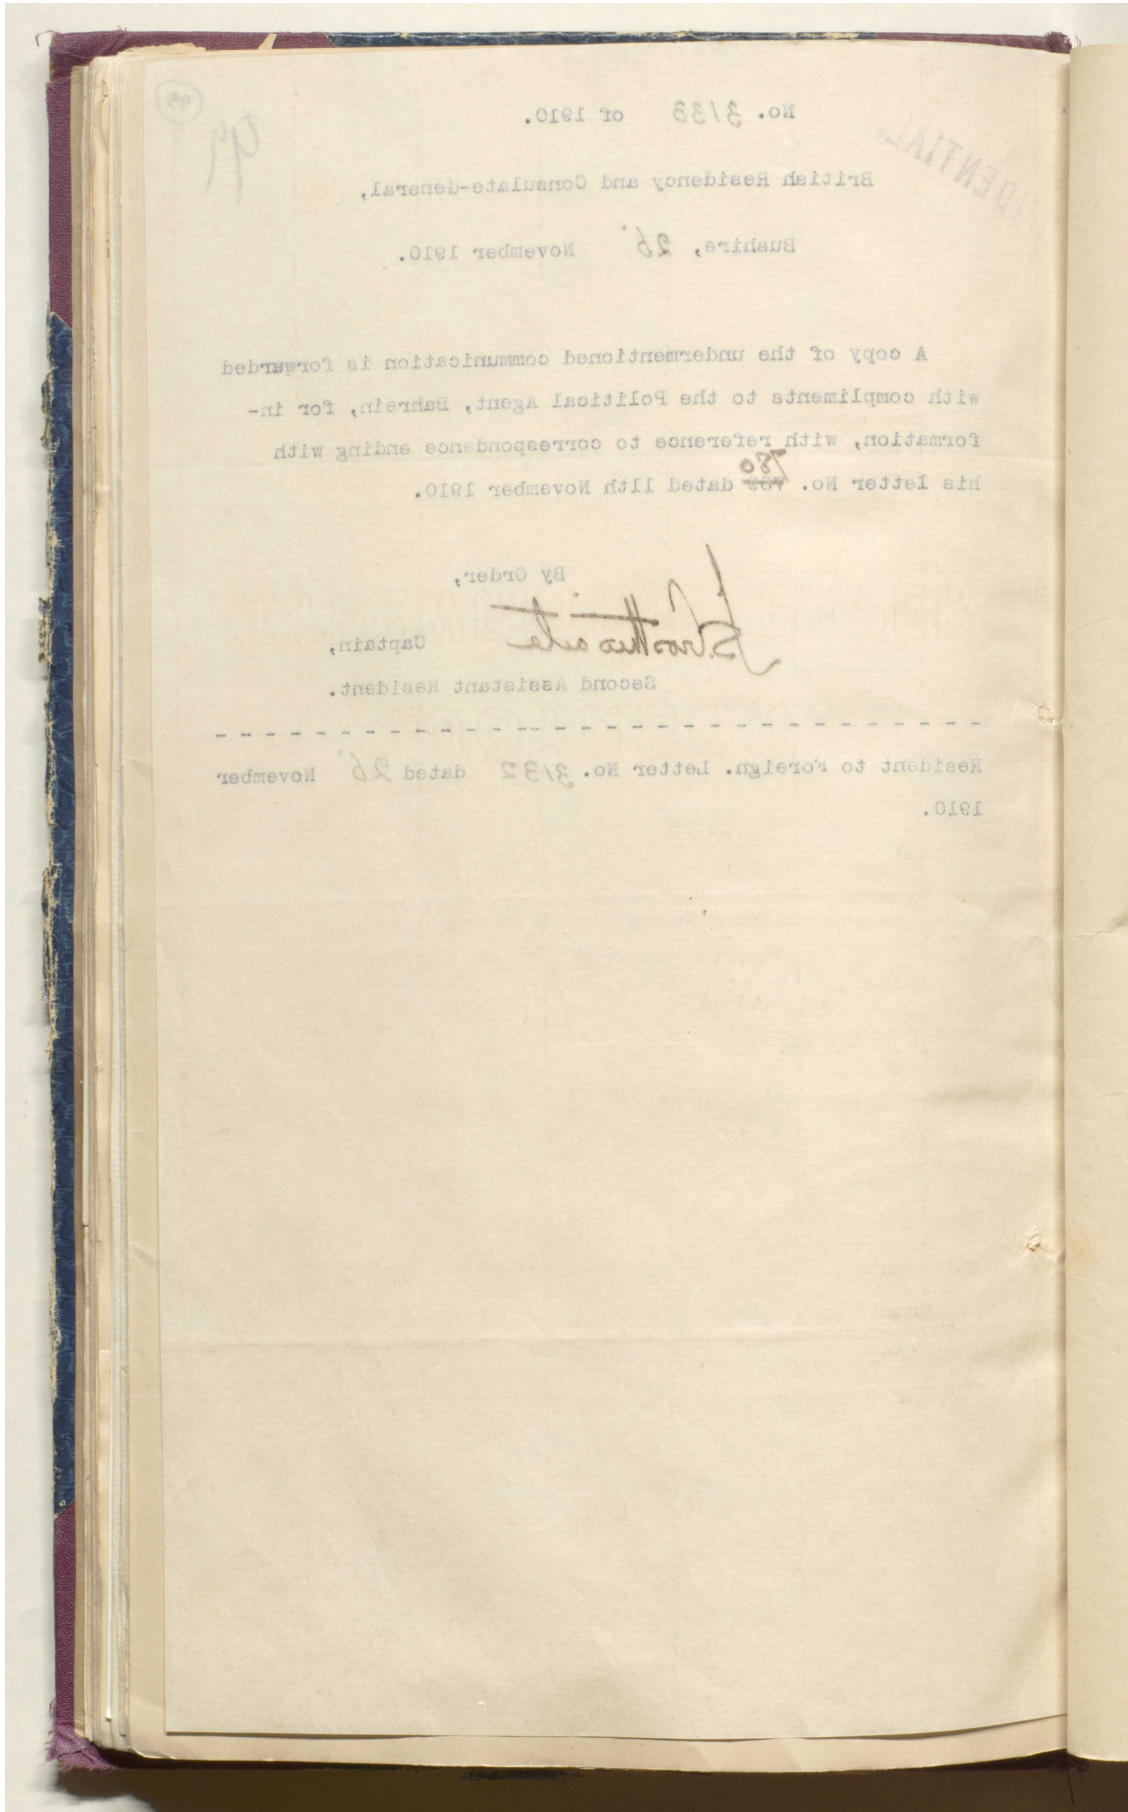 No. 3133 of 1910.
British Residency and Consulate-General,
Bushire, 26 November 1910.
A copy of the undermentioned communication is forwarded
with compliments to the Political Agent, Bahrein, for in-
formation, with reference to correspondence ending with
780
his letter No. dated 11th November 1910.
By Order,
Captain,
Second Assistant Resident.
Resident to Foreign. Letter No. 3132 dated 26 November
1910.